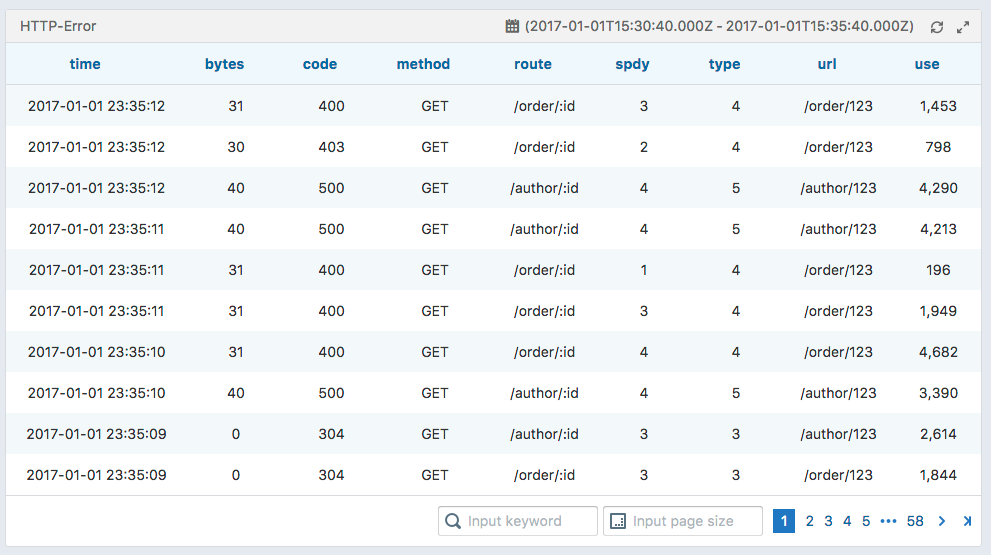 HTTP-Error (2017-01-01T15:30:40.000Z - 2017-01-01T15:35:40.000Z)
time bytes code method route spdy type url use
2017-01-01 23:35:12 31 400 GET /order/:id 3 4 /order/123 1,453
2017-01-01 23:35:12 30 403 GET /order/:id 2 4 /order/123 798
2017-01-01 23:35:12 40 500 GET /author/:id 4 5 /author/123 4,290
2017-01-01 23:35:11 40 500 GET /author/:id 4 5 /author/123 4,213
2017-01-01 23:35:11 31 400 GET /order/:id 1 4 /order/123 196
2017-01-01 23:35:11 31 400 GET /order/:id 3 4 /order/123 1,949
2017-01-01 23:35:10 31 400 GET /order/:id 4 4 /order/123 4,682
2017-01-01 23:35:10 40 500 GET /author/:id 4 5 /author/123 3,390
2017-01-01 23:35:09 0 304 GET /author/:id 3 3 /author/123 2,614
2017-01-01 23:35:09 0 304 GET /order/:id 3 3 /order/123 1,844
Input keyword Input page size 1 2 3 4 5 ••• 58